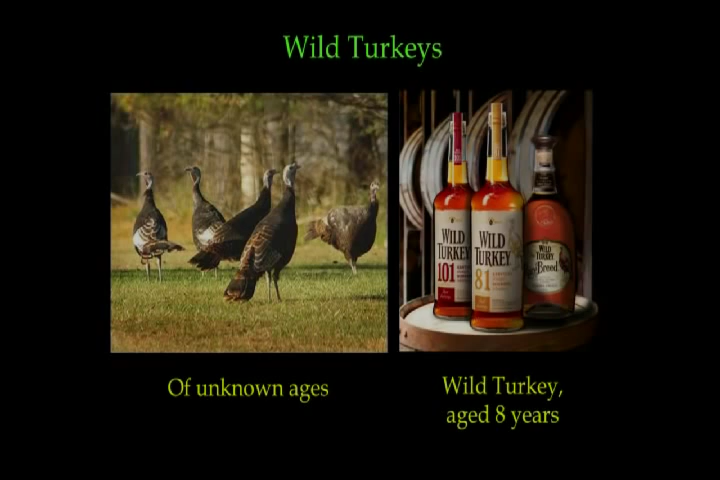 Wild Turkeys
WILD
TURKEY
101
WILD
TURKEY
81
WILD
TURKEY
Breed
Of unknown ages
Wild Turkey,
aged 8 years